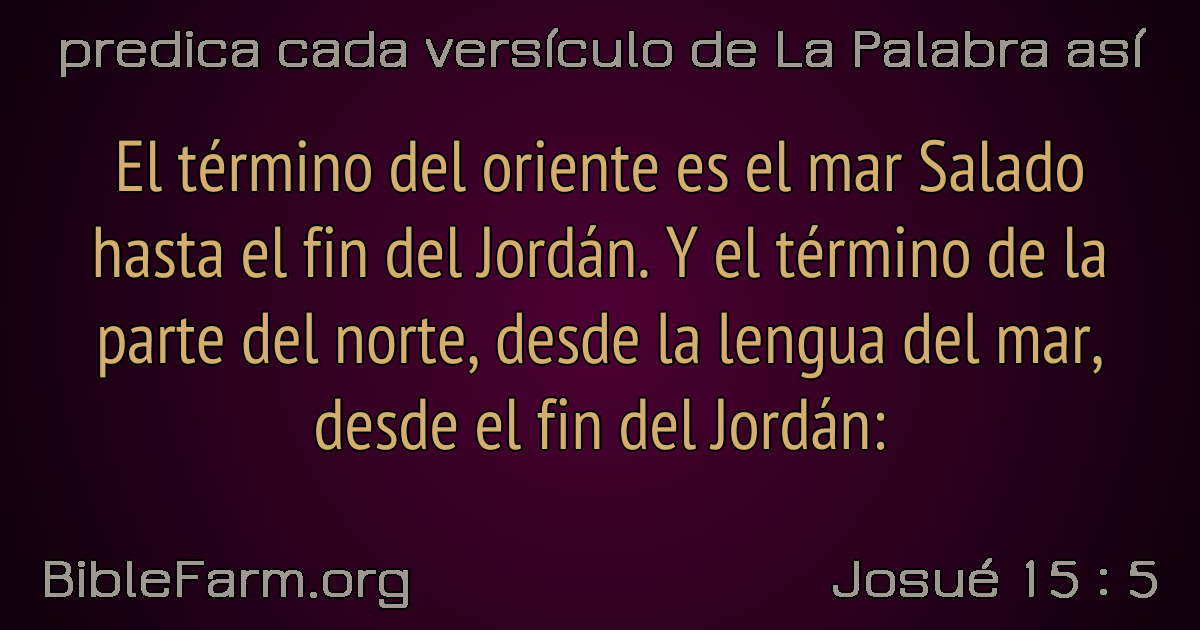 predica cada versículo de La Palabra así
El término del oriente es el mar Salado
hasta el fin del Jordán. Y el término de la
parte del norte, desde la lengua del mar,
desde el fin del Jordán:
BibleFarm.org
Josué 15 : 5